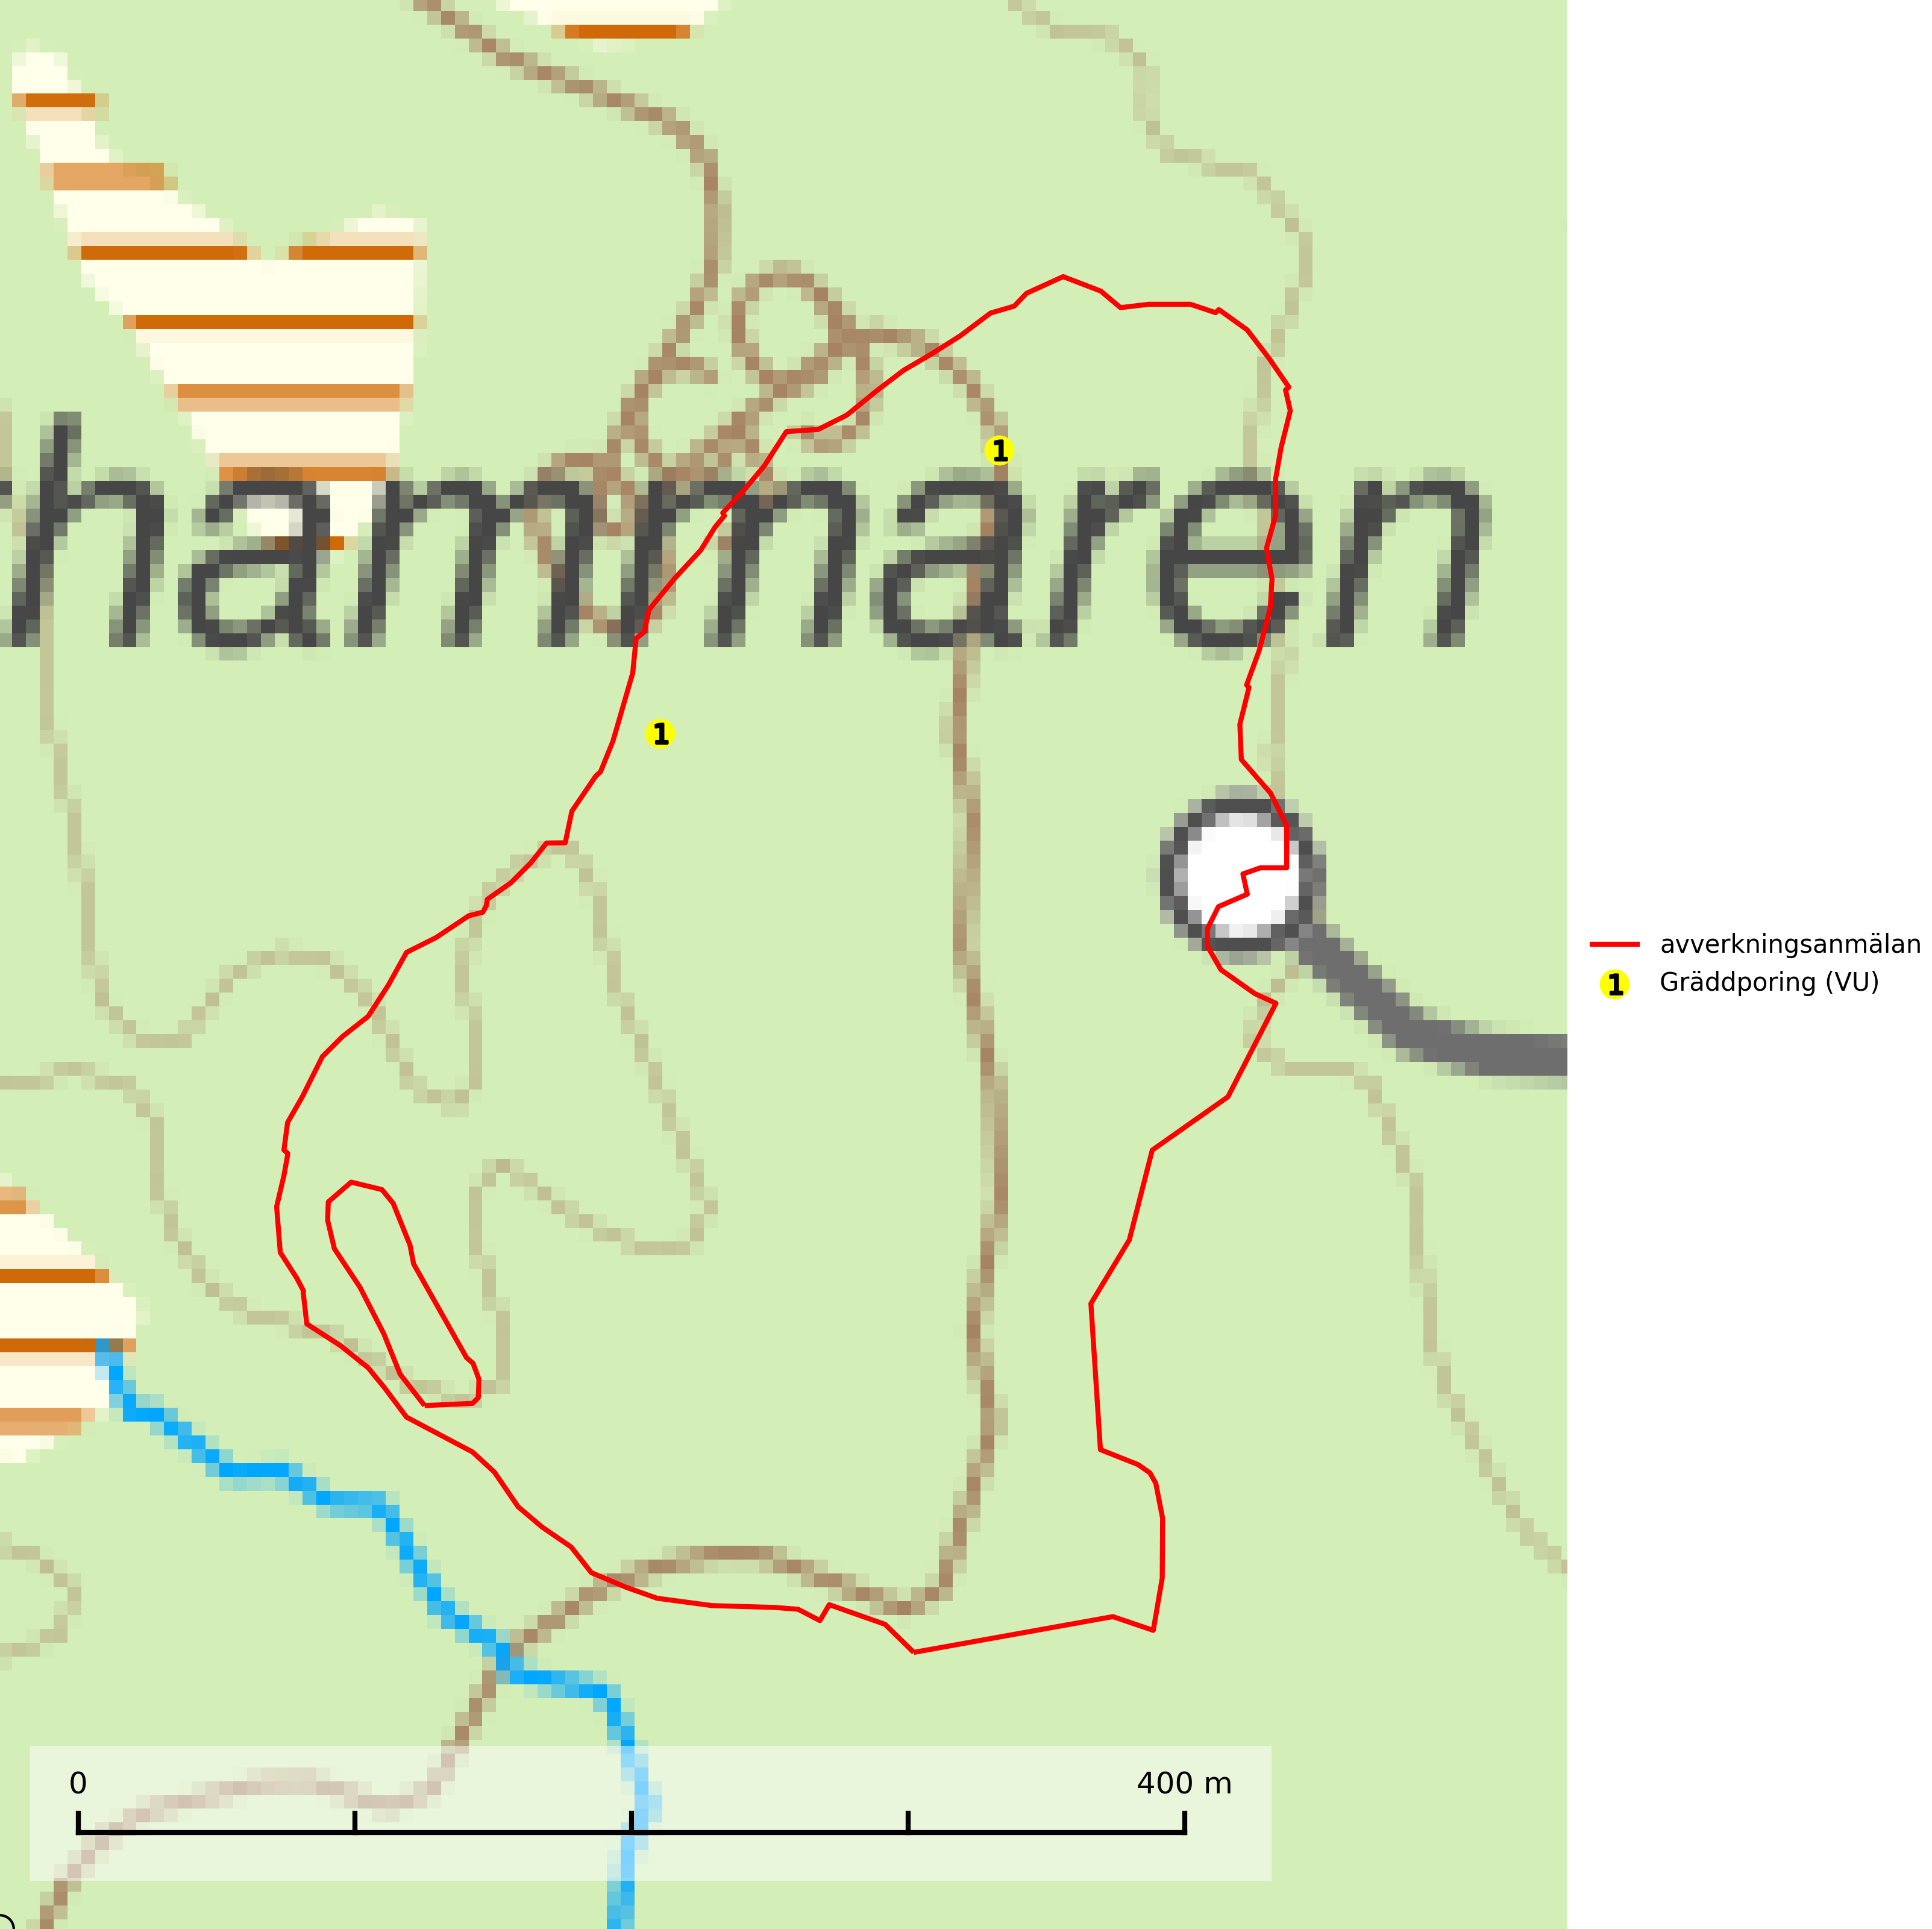 1
hammaren
1
avverkningsanmälan
1 Gräddporing (VU)
0 400 m